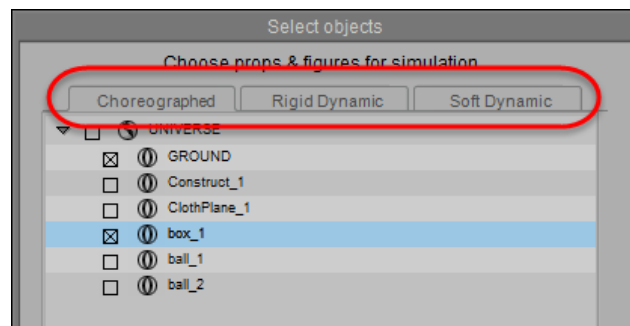 Select objects
Choose props & figures for simulation
Choreographed Rigid Dynamic Soft Dynamic
UNIVERSE
GROUND
Construct_1
ClothPlane_1
box_1
ball_1
ball_2